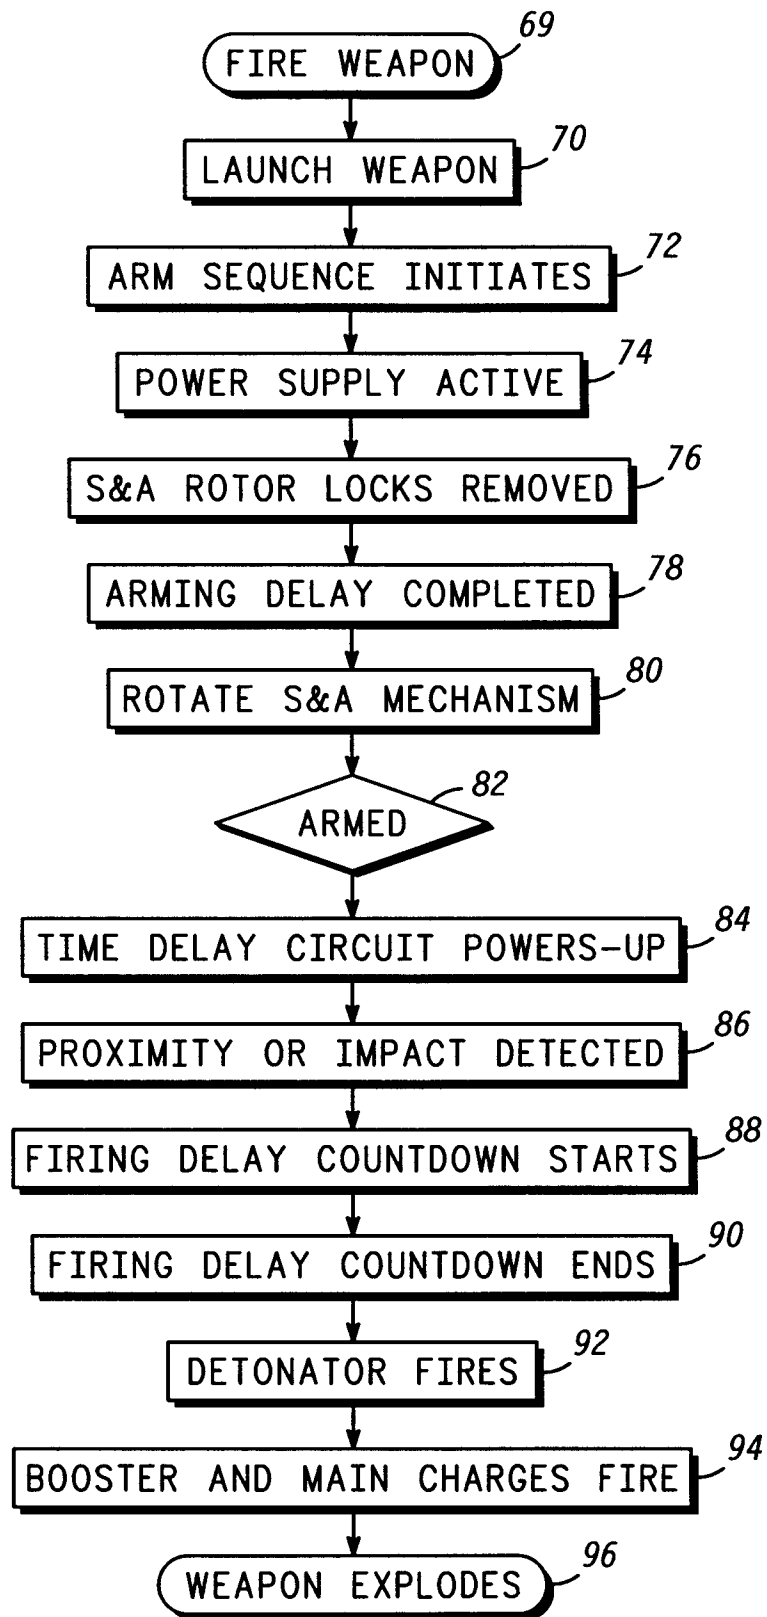 69
FIRE WEAPON
70
LAUNCH WEAPON
72
ARM SEQUENCE INITIATES
74
POWER SUPPLY ACTIVE
76
S&A ROTOR LOCKS REMOVED
78
ARMING DELAY COMPLETED
80
ROTATE S&A MECHANISM
82
ARMED
84
TIME DELAY CIRCUIT POWERS-UP
86
PROXIMITY OR IMPACT DETECTED
88
FIRING DELAY COUNTDOWN STARTS
90
FIRING DELAY COUNTDOWN ENDS
92
DETONATOR FIRES
94
BOOSTER AND MAIN CHARGES FIRE
96
WEAPON EXPLODES